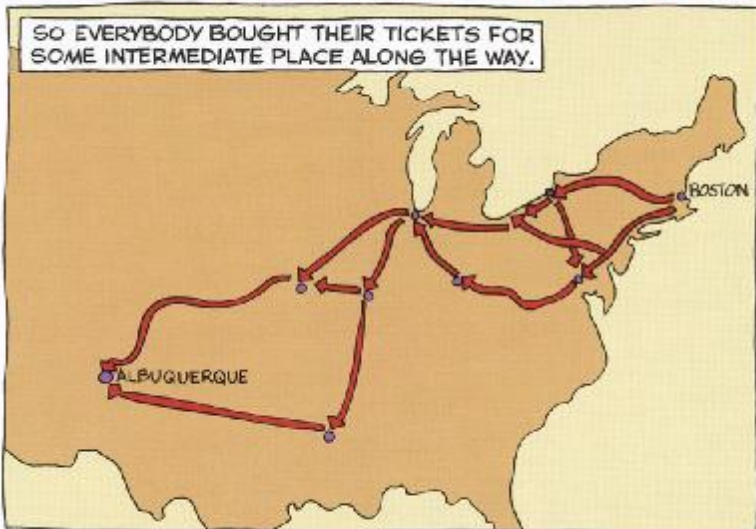 SO EVERYBODY BOUGHT THEIR TICKETS FOR
SOME INTERMEDIATE PLACE ALONG THE WAY.
BOSTON
ALBUQUERQUE